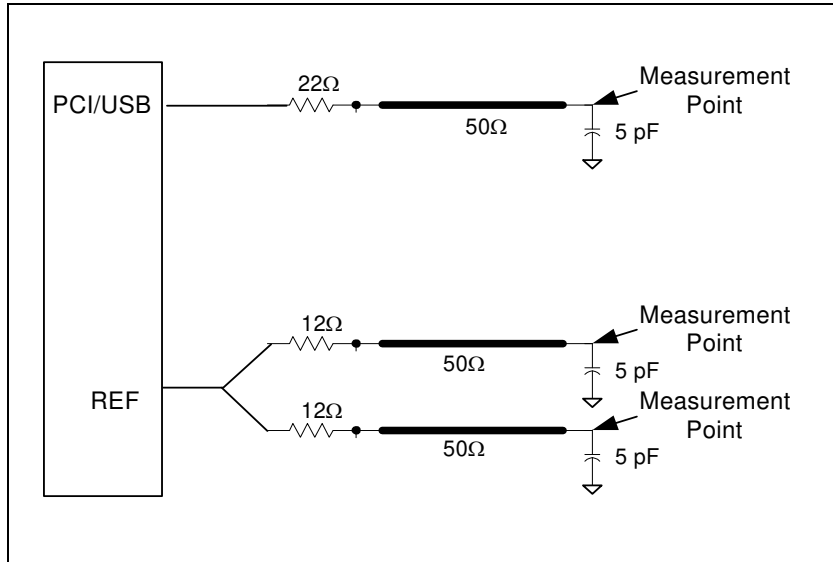 PCI/USB
22Ω
50Ω
Measurement
Point
5 pF
REF
12Ω
50Ω
Measurement
Point
5 pF
12Ω
50Ω
Measurement
Point
5 pF